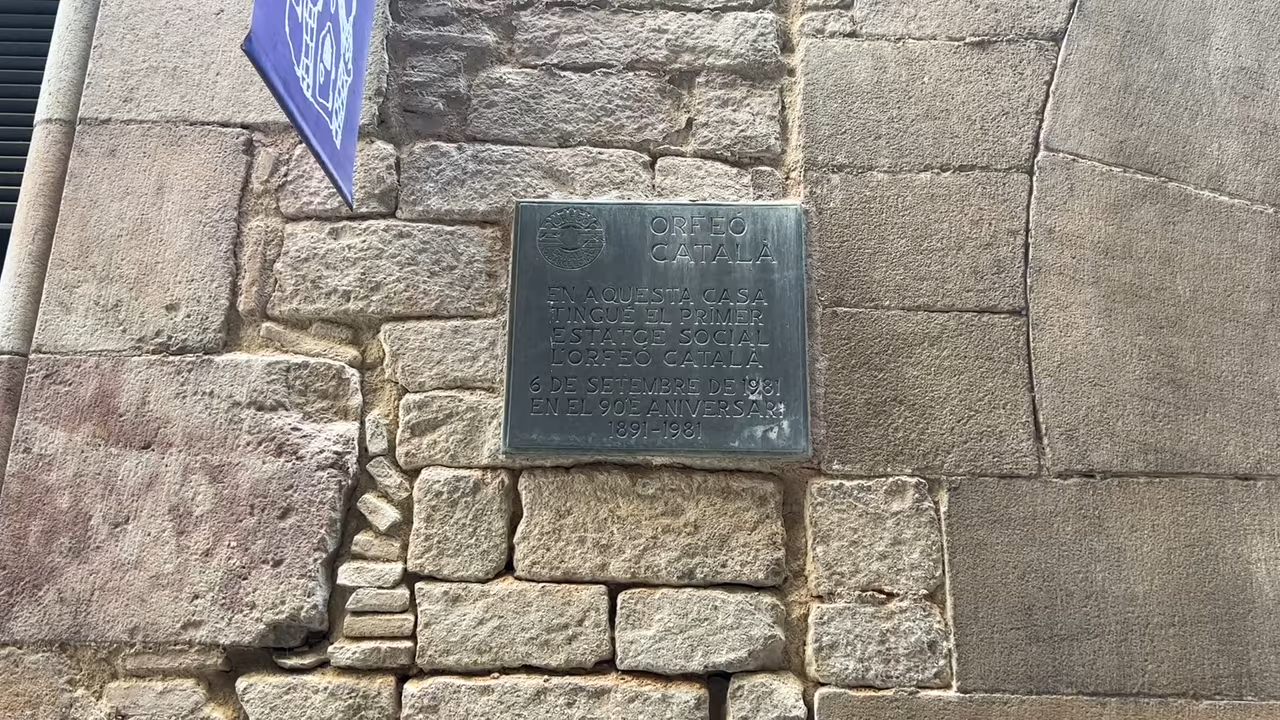 ORFEÓ
CATALÀ
EN AQUESTA CASA
TINGUÉ EL PRIMER
ESTATGE SOCIAL
L'ORFEÓ CATALÀ
6 DE SETEMBRE DE 1981
EN EL 90È ANIVERSARI
1891-1981